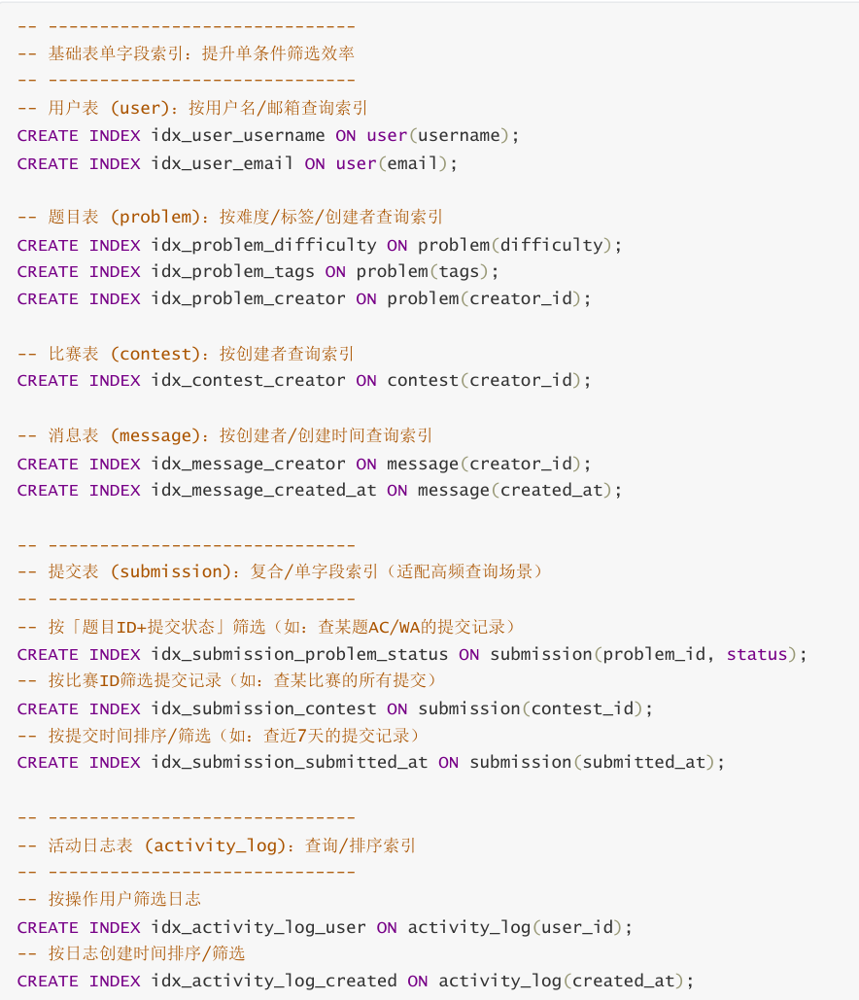 -- ------------------------------
-- 基础表单字段索引：提升单条件筛选效率
-- ------------------------------
-- 用户表 (user)：按用户名/邮箱查询索引
CREATE INDEX idx_user_username ON user(username);
CREATE INDEX idx_user_email ON user(email);
-- 题目表 (problem)：按难度/标签/创建者查询索引
CREATE INDEX idx_problem_difficulty ON problem(difficulty);
CREATE INDEX idx_problem_tags ON problem(tags);
CREATE INDEX idx_problem_creator ON problem(creator_id);
-- 比赛表 (contest)：按创建者查询索引
CREATE INDEX idx_contest_creator ON contest(creator_id);
-- 消息表 (message)：按创建者/创建时间查询索引
CREATE INDEX idx_message_creator ON message(creator_id);
CREATE INDEX idx_message_created_at ON message(created_at);
-- ------------------------------
-- 提交表 (submission)：复合/单字段索引（适配高频查询场景）
-- ------------------------------
-- 按「题目ID+提交状态」筛选（如：查某题AC/WA的提交记录）
CREATE INDEX idx_submission_problem_status ON submission(problem_id, status);
-- 按比赛ID筛选提交记录（如：查某比赛的所有提交）
CREATE INDEX idx_submission_contest ON submission(contest_id);
-- 按提交时间排序/筛选（如：查近7天的提交记录）
CREATE INDEX idx_submission_submitted_at ON submission(submitted_at);
-- ------------------------------
-- 活动日志表 (activity_log)：查询/排序索引
-- ------------------------------
-- 按操作用户筛选日志
CREATE INDEX idx_activity_log_user ON activity_log(user_id);
-- 按日志创建时间排序/筛选
CREATE INDEX idx_activity_log_created ON activity_log(created_at);